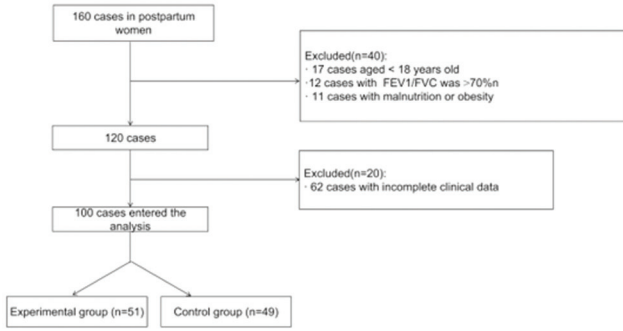 160 cases in postpartum
women
Excluded(n=40):
· 17 cases aged < 18 years old
·12 cases with FEV1/FVC was >70%n
· 11 cases with malnutrition or obesity
120 cases
Excluded(n=20):
· 62 cases with incomplete clinical data
100 cases entered the
analysis
Experimental group (n=51)
Control group (n=49)